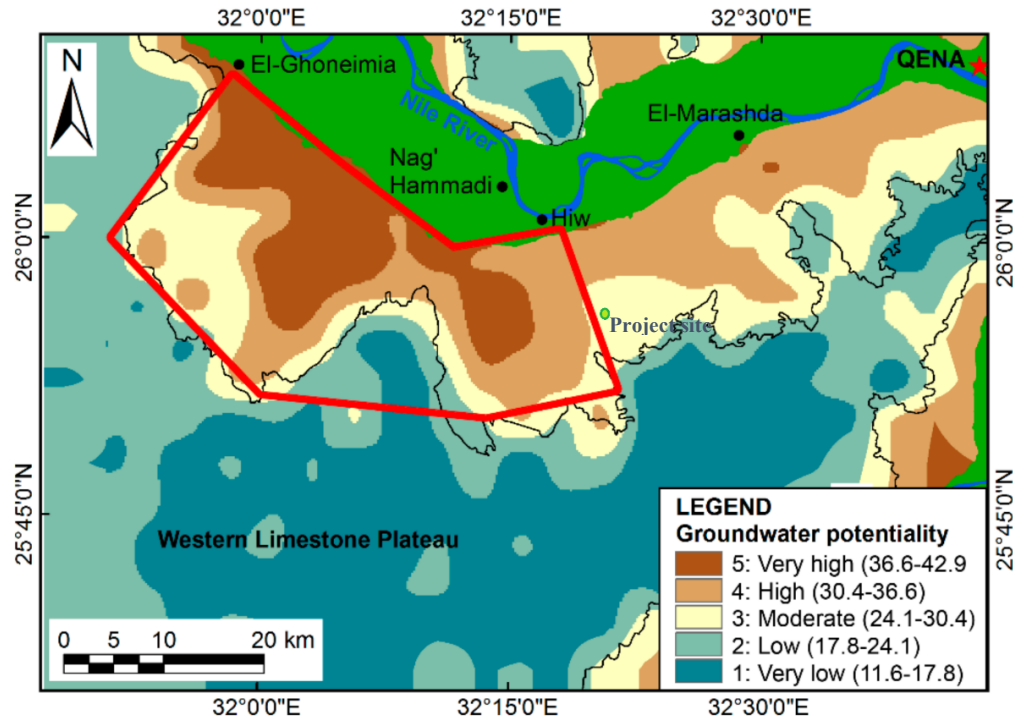 32°0'0"E 32°15'0"E 32°30'0"E
N
El-Ghoneimia
QENA
Nile River
El-Marashda
Nag'
Hammadi
Hiw
26°0'0"N
26°0'0"N
Project site
25°45'0"N
25°45'0"N
Western Limestone Plateau
LEGEND
Groundwater potentiality
5: Very high (36.6-42.9
4: High (30.4-36.6)
3: Moderate (24.1-30.4)
2: Low (17.8-24.1)
1: Very low (11.6-17.8)
0 5 10 20 km
32°0'0"E 32°15'0"E 32°30'0"E